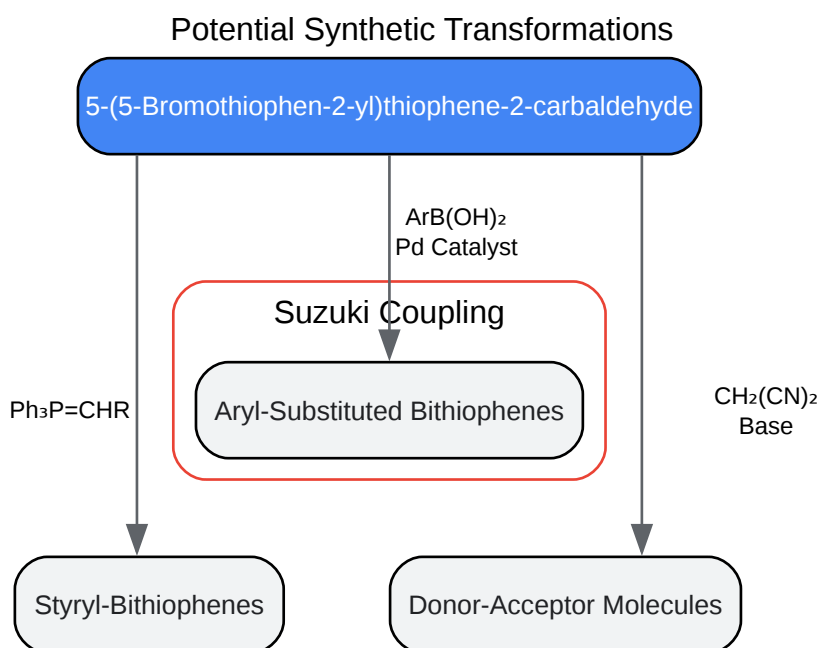 Potential Synthetic Transformations
5-(5-Bromothiophen-2-yl)thiophene-2-carbaldehyde
ArB(OH)₂
Pd Catalyst
Suzuki Coupling
Aryl-Substituted Bithiophenes
Ph₃P=CHR
CH₂(CN)₂
Base
Styryl-Bithiophenes
Donor-Acceptor Molecules